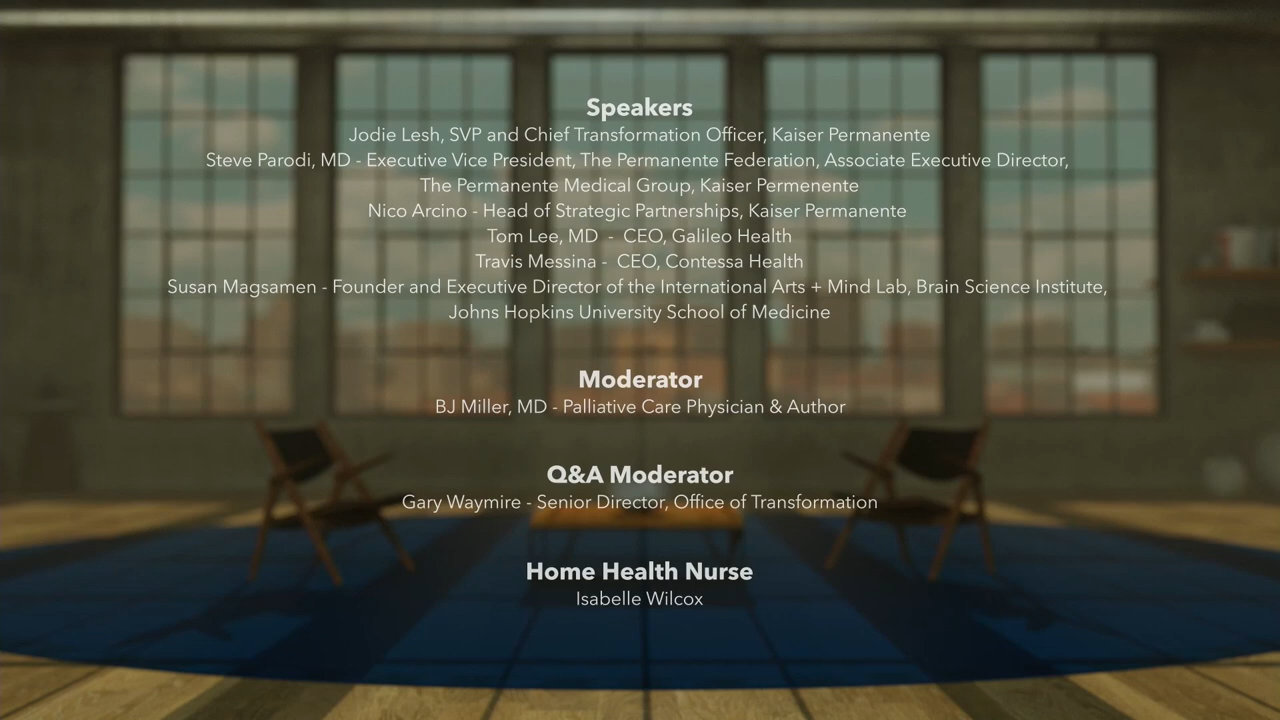 Speakers
Jodie Lesh, SVP and Chief Transformation Officer, Kaiser Permanente
Steve Parodi, MD - Executive Vice President, The Permanente Federation, Associate Executive Director,
The Permanente Medical Group, Kaiser Permenente
Nico Arcino - Head of Strategic Partnerships, Kaiser Permanente
Tom Lee, MD - CEO, Galileo Health
Travis Messina - CEO, Contessa Health
Susan Magsamen - Founder and Executive Director of the International Arts + Mind Lab, Brain Science Institute,
Johns Hopkins University School of Medicine
Moderator
BJ Miller, MD - Palliative Care Physician & Author
Q&A Moderator
Gary Waymire - Senior Director, Office of Transformation
Home Health Nurse
Isabelle Wilcox